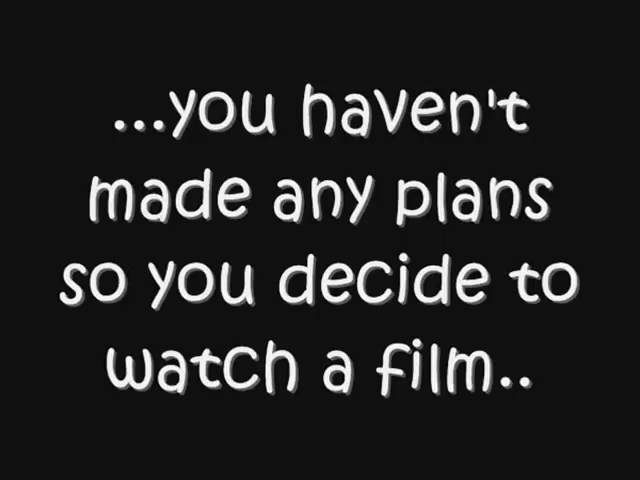 ...you haven't
made any plans
so you decide to
watch a film..